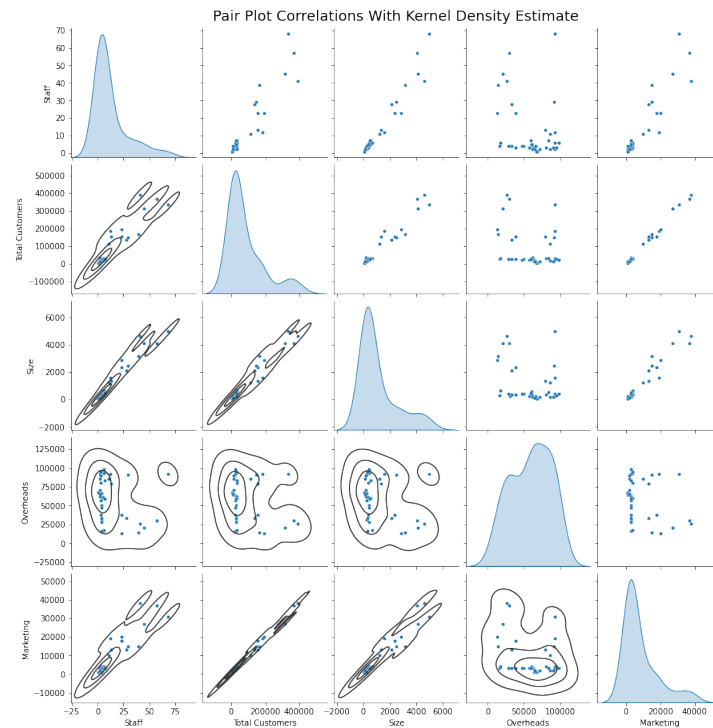 Pair Plot Correlations With Kernel Density Estimate
70
60
50
40
30
20
10
0
Staff
500000
400000
300000
200000
100000
0
−100000
Total Customers
6000
4000
2000
0
−2000
Size
125000
100000
75000
50000
25000
0
−25000
Overheads
50000
40000
30000
20000
10000
0
−10000
Marketing
−25 0 25 50 75
0 200000 400000
−2000 0 2000 4000 6000
0 50000 100000
0 20000 40000
Staff
Total Customers
Size
Overheads
Marketing